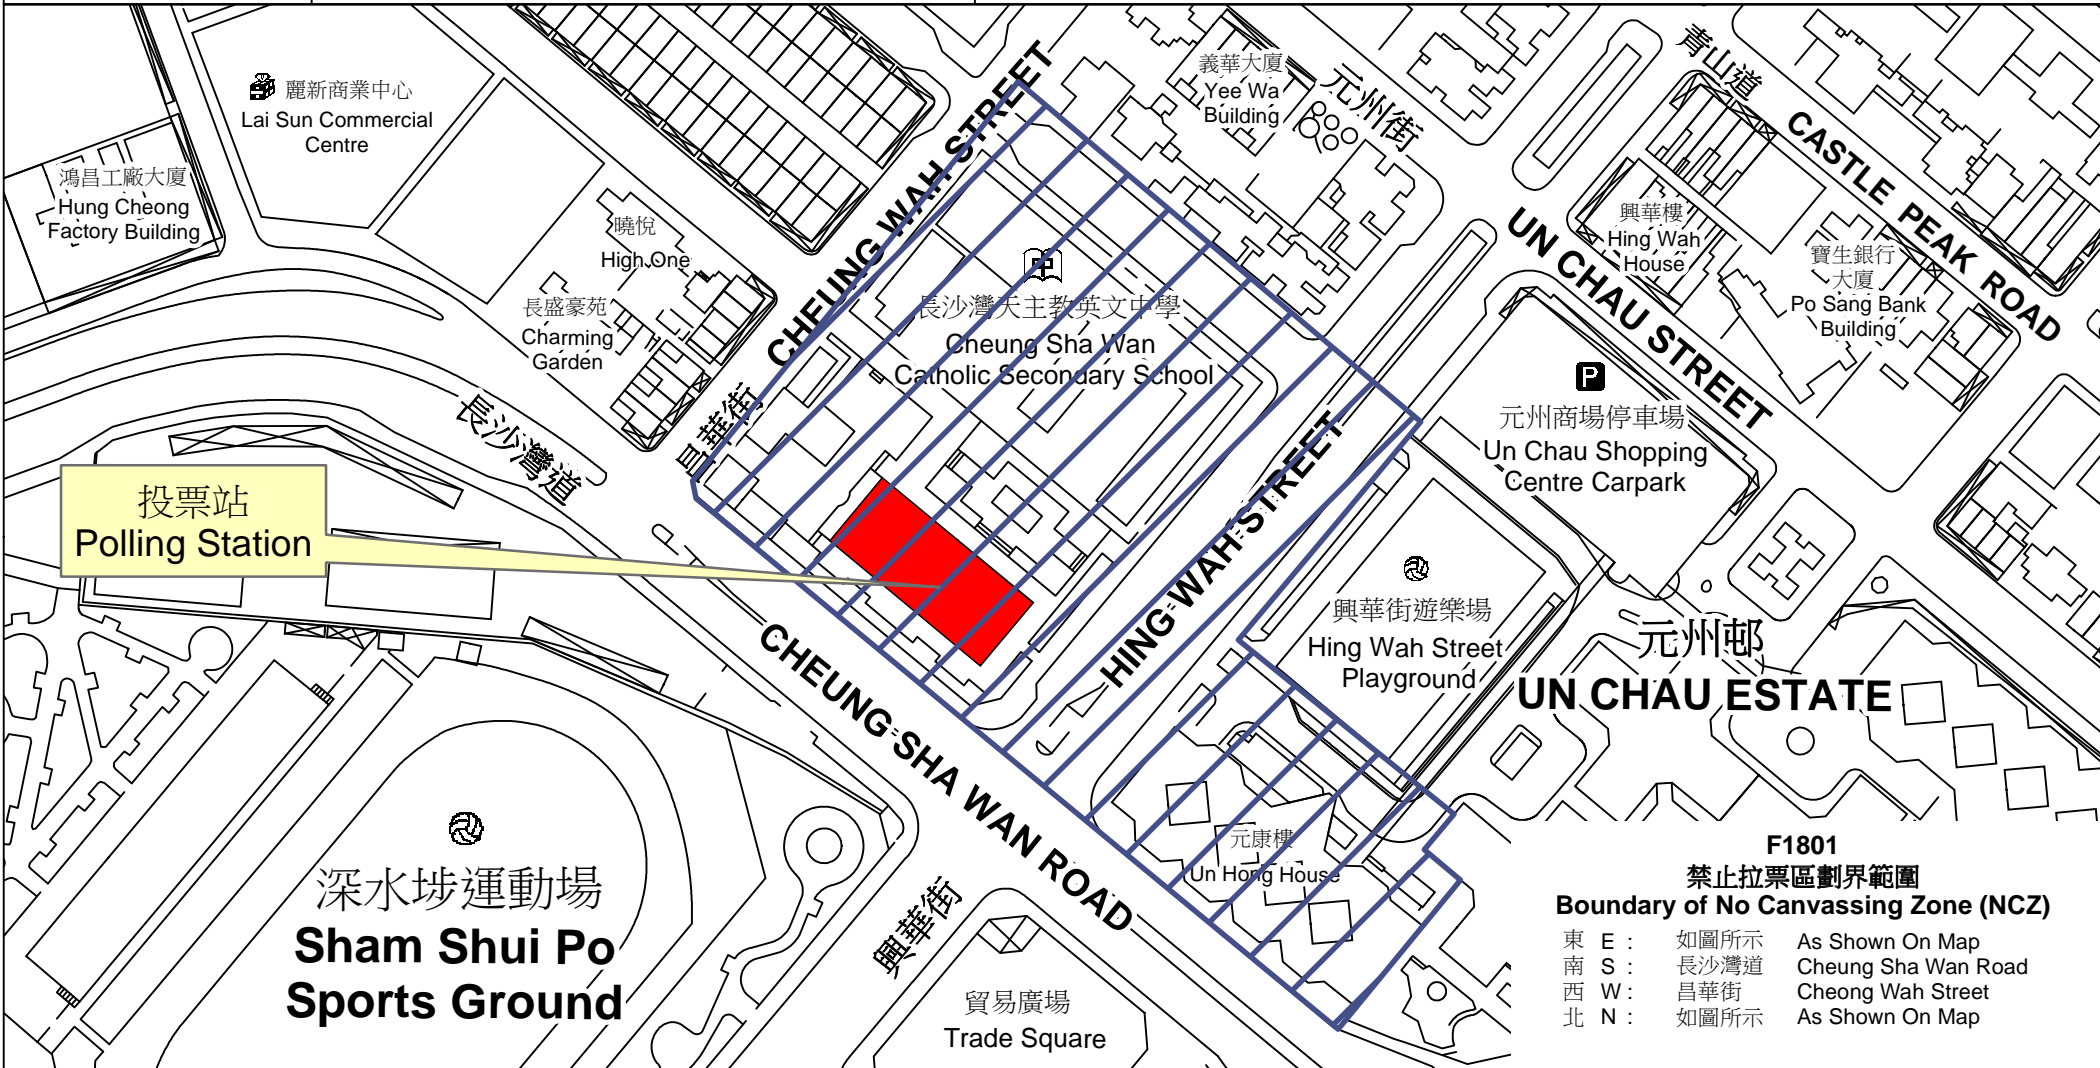 麗新商業中心
Lai Sun Commercial
Centre
鴻昌工廠大廈
Hung Cheong
Factory Building
曉悅
High One
長盛豪苑
Charming
Garden
義華大廈
Yee Wa
Building
元州街
青山道
CASTLE PEAK ROAD
CHEUNG WAH STREET
昌華街
UN CHAU STREET
興華樓
Hing Wah
House
寶生銀行
大廈
Po Sang Bank
Building
中
長沙灣天主教英文中學
Cheung Sha Wan
Catholic Secondary School
P
元州商場停車場
Un Chau Shopping
Centre Carpark
長沙灣道
投票站
Polling Station
HING WAH STREET
興華街遊樂場
Hing Wah Street
Playground
元州邨
UN CHAU ESTATE
CHEUNG SHA WAN ROAD
元康樓
Un Hong House
深水埗運動場
Sham Shui Po
Sports Ground
興華街
貿易廣場
Trade Square
F1801
禁止拉票區劃界範圍
Boundary of No Canvassing Zone (NCZ)
東 E : 如圖所示 As Shown On Map
南 S : 長沙灣道 Cheung Sha Wan Road
西 W : 昌華街 Cheong Wah Street
北 N : 如圖所示 As Shown On Map